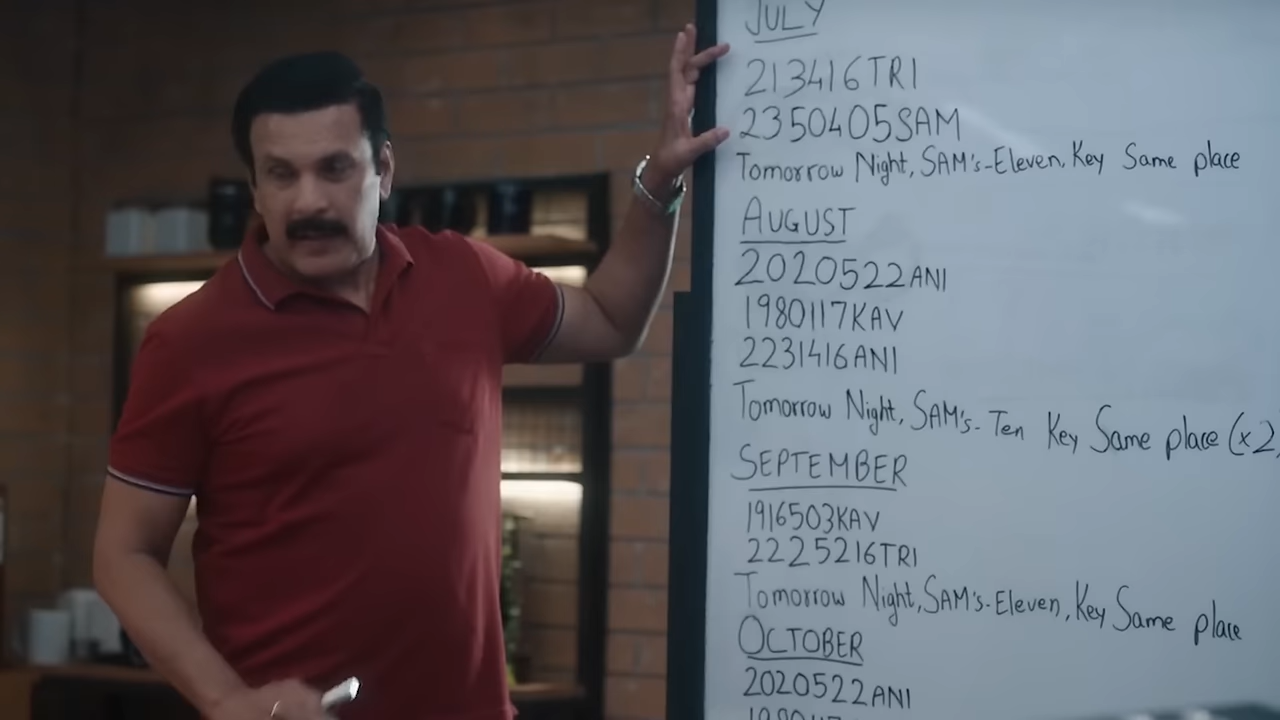 JULY
213416TRI
2350405SAM
Tomorrow Night, SAM's-Eleven, Key Same place
AUGUST
2020522ANI
1980117KAV
2231416ANI
Tomorrow Night, SAM's-Ten Key Same place (x2)
SEPTEMBER
1916503KAV
2225216TRI
Tomorrow Night, SAM's-Eleven, Key Same place
OCTOBER
2020522ANI